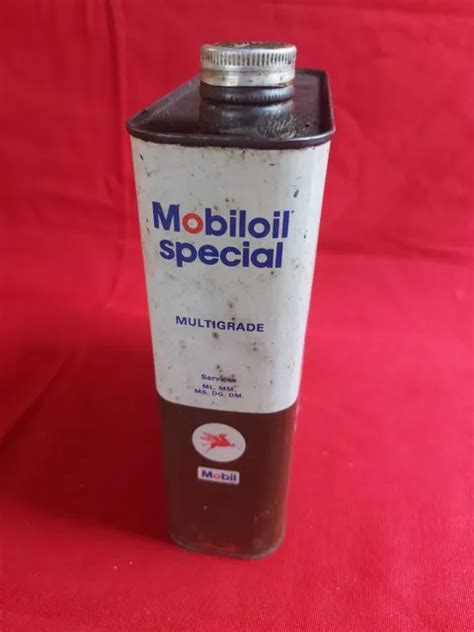 Mobiloil
special
MULTIGRADE
Services
ML, MM,
MS, DG, DM
Mobil